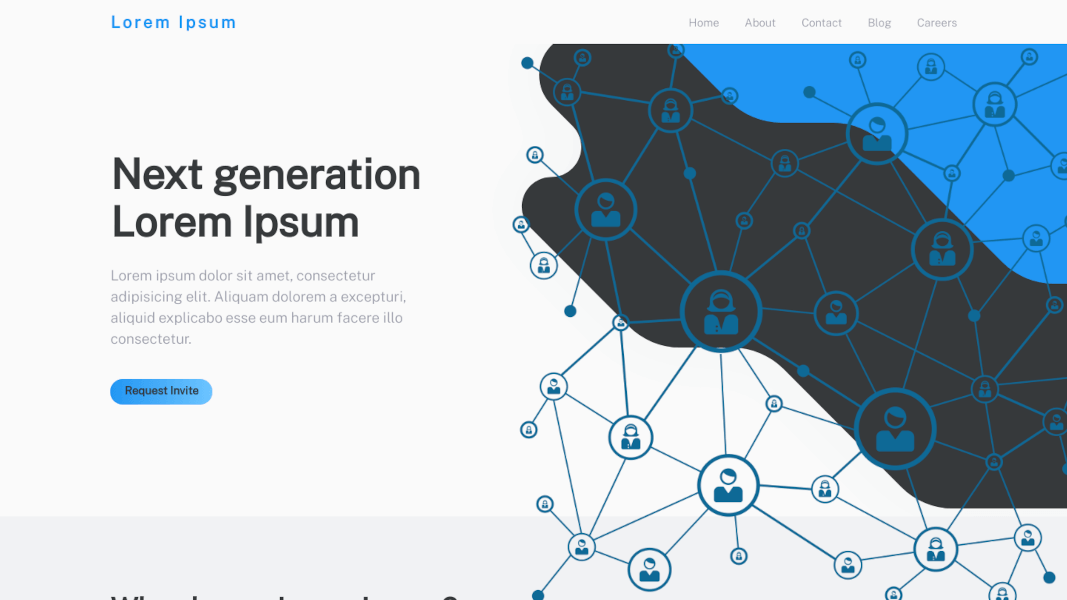 Lorem Ipsum
Home About Contact Blog Careers
Next generation
Lorem Ipsum
Lorem ipsum dolor sit amet, consectetur
adipisicing elit. Aliquam dolorem a excepturi,
aliquid explicabo esse eum harum facere illo
consectetur.
Request Invite